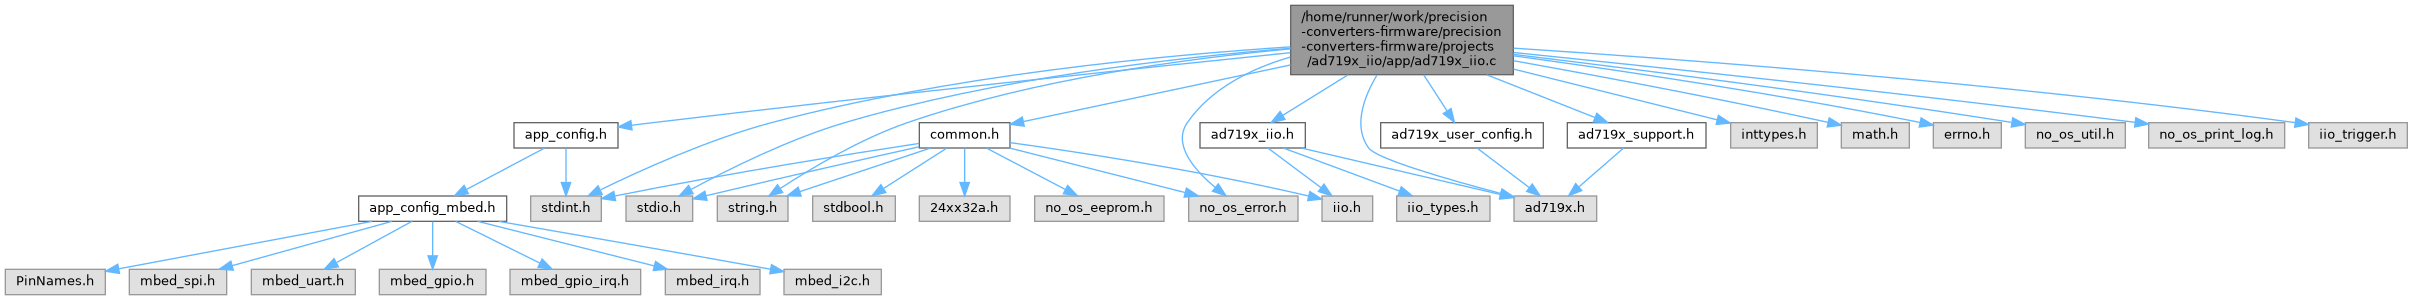 /home/runner/work/precision
-converters-firmware/precision
-converters-firmware/projects
/ad719x_iio/app/ad719x_iio.c
app_config.h
common.h
ad719x_iio.h
ad719x_user_config.h
ad719x_support.h
inttypes.h
math.h
errno.h
no_os_util.h
no_os_print_log.h
iio_trigger.h
app_config_mbed.h
stdint.h
stdio.h
string.h
stdbool.h
24xx32a.h
no_os_eeprom.h
no_os_error.h
iio.h
iio_types.h
ad719x.h
PinNames.h
mbed_spi.h
mbed_uart.h
mbed_gpio.h
mbed_gpio_irq.h
mbed_irq.h
mbed_i2c.h